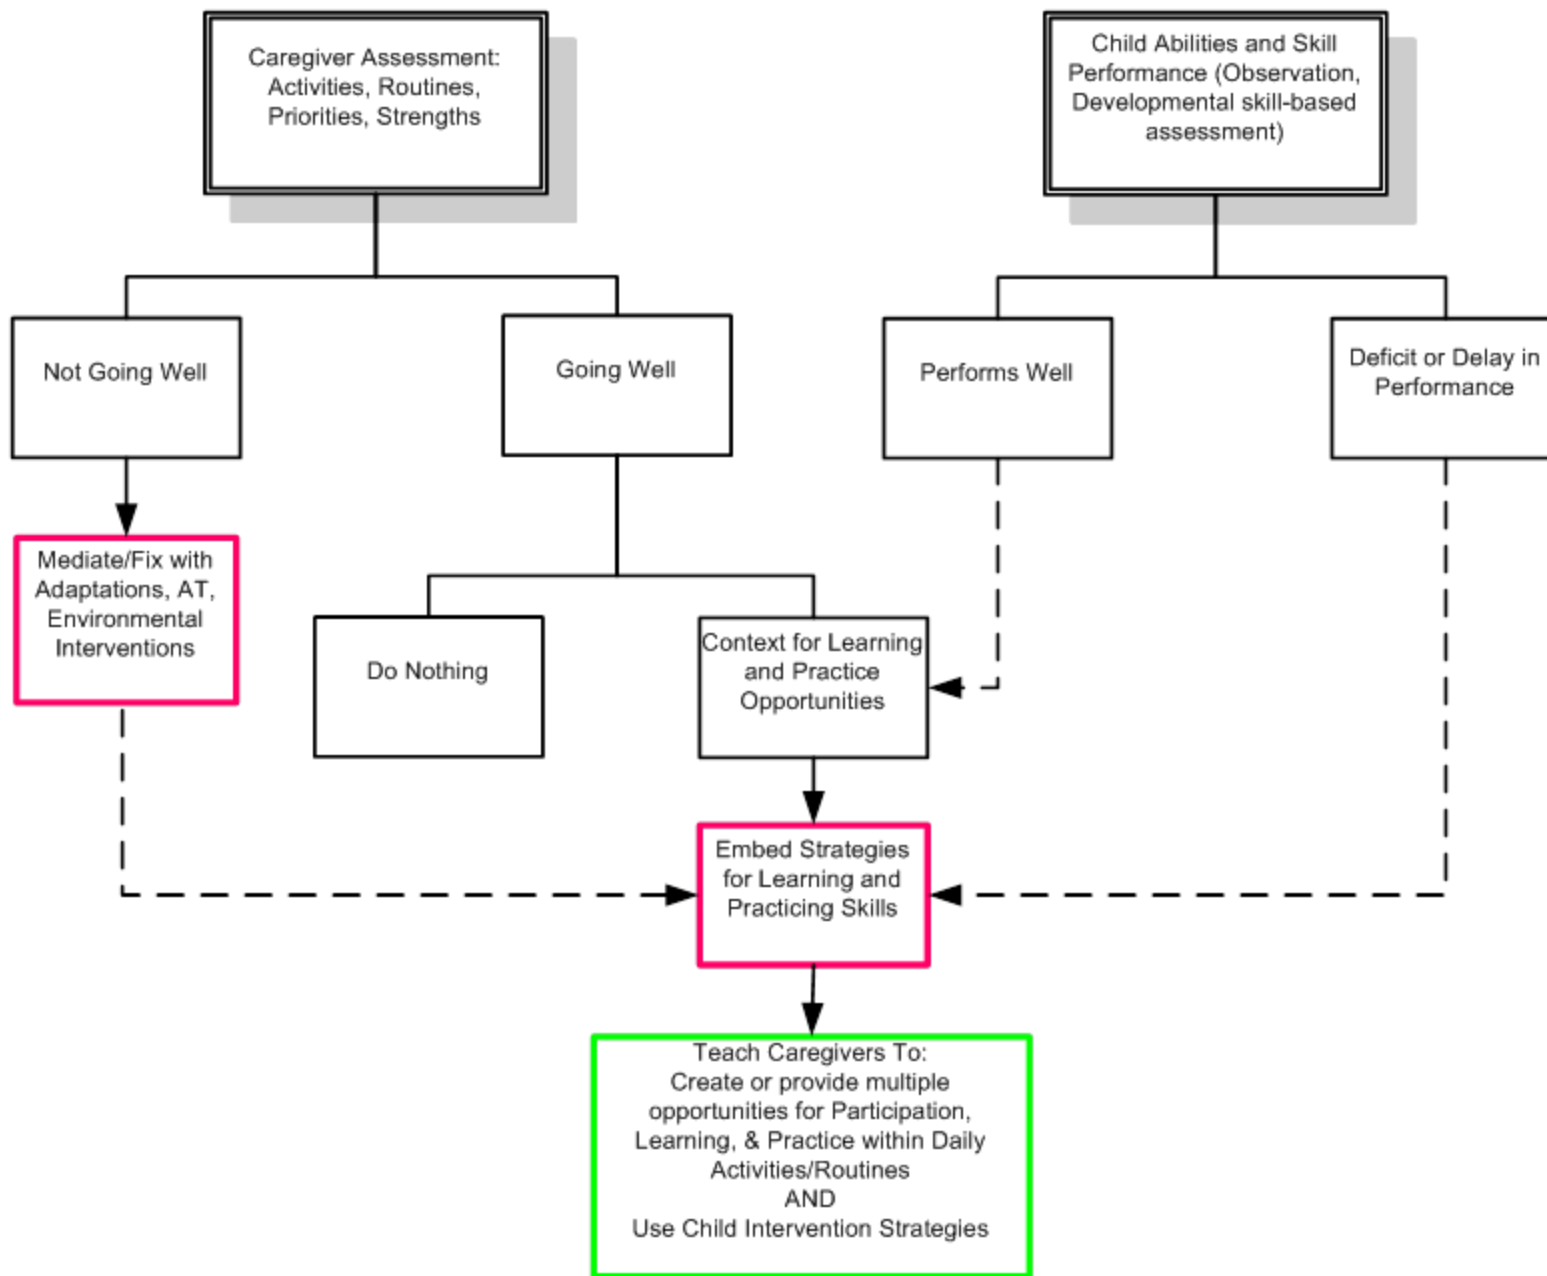 Caregiver Assessment:
Activities, Routines,
Priorities, Strengths
Child Abilities and Skill
Performance (Observation,
Developmental skill-based
assessment)
Not Going Well
Going Well
Performs Well
Deficit or Delay in
Performance
Mediate/Fix with
Adaptations, AT,
Environmental
Interventions
Do Nothing
Context for Learning
and Practice
Opportunities
Embed Strategies
for Learning and
Practicing Skills
Teach Caregivers To:
Create or provide multiple
opportunities for Participation,
Learning, & Practice within Daily
Activities/Routines
AND
Use Child Intervention Strategies